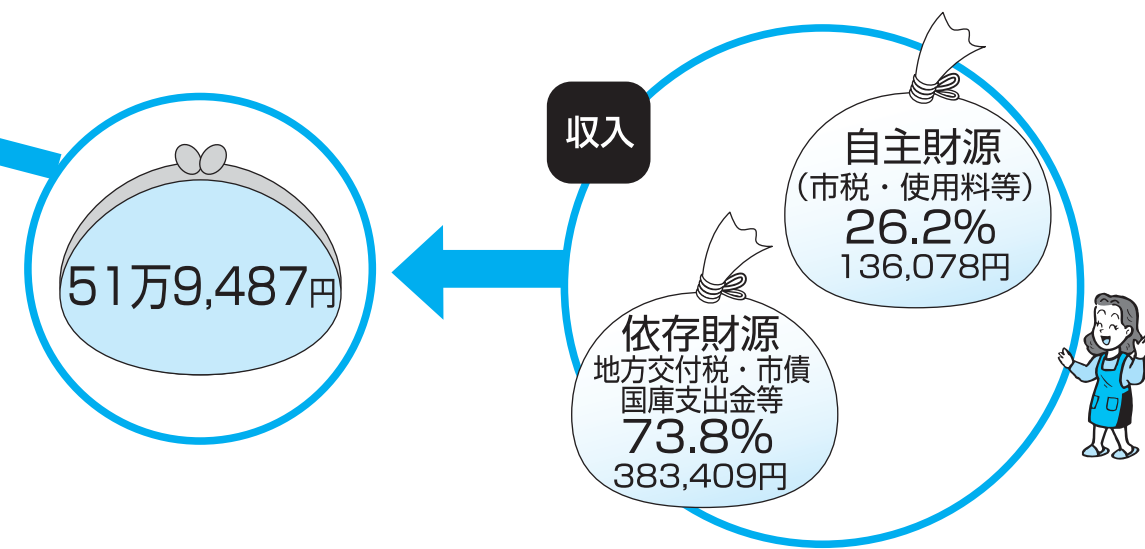 収入
自主財源
(市税・使用料等)
26.2%
136,078円
依存財源
地方交付税・市債
国庫支出金等
73.8%
383,409円
51万9,487円